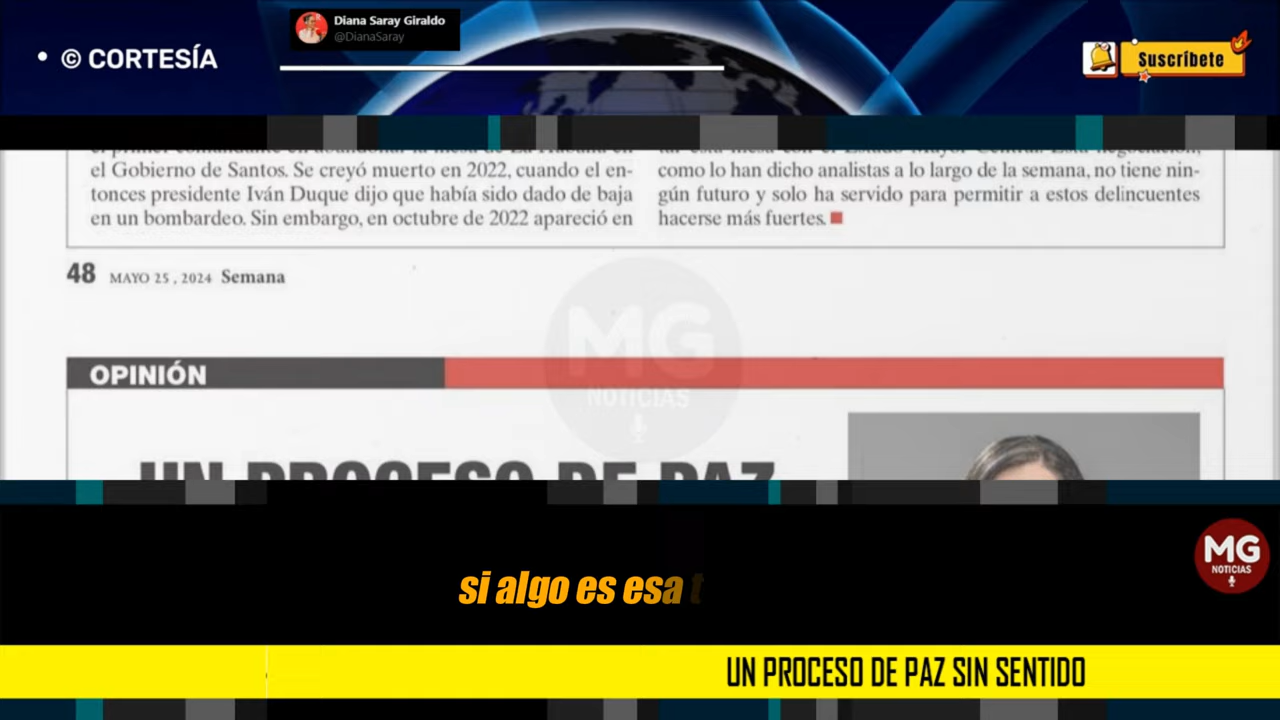 Diana Saray Giraldo
@DianaSaray
• © CORTESÍA
Suscríbete
el Gobierno de Santos. Se creyó muerto en 2022, cuando el en-
tonces presidente Iván Duque dijo que había sido dado de baja
en un bombardeo. Sin embargo, en octubre de 2022 apareció en
como lo han dicho analistas a lo largo de la semana, no tiene nin-
gún futuro y solo ha servido para permitir a estos delincuentes
hacerse más fuertes.
48 MAYO 25, 2024 Semana
MG
NOTICIAS
OPINIÓN
UN PROCESO DE PAZ
MG
NOTICIAS
si algo es esa t
UN PROCESO DE PAZ SIN SENTIDO